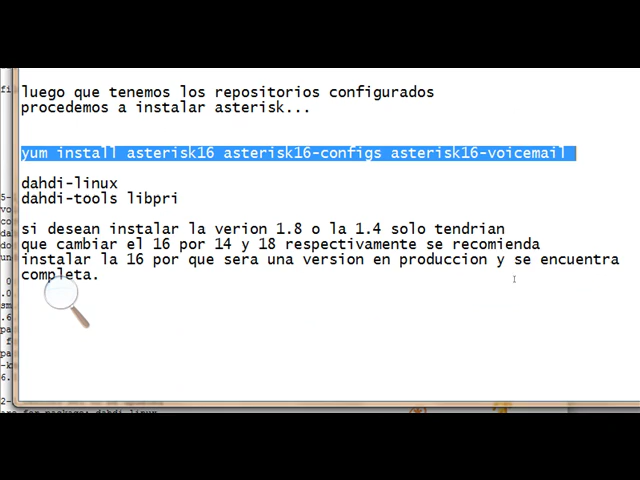 luego que tenemos los repositorios configurados
procedemos a instalar asterisk...
yum install asterisk16 asterisk16-configs asterisk16-voicemail
dahdi-linux
dahdi-tools libpri
si desean instalar la verion 1.8 o la 1.4 solo tendrian
que cambiar el 16 por 14 y 18 respectivamente se recomienda
instalar la 16 por que sera una version en produccion y se encuentra
completa.